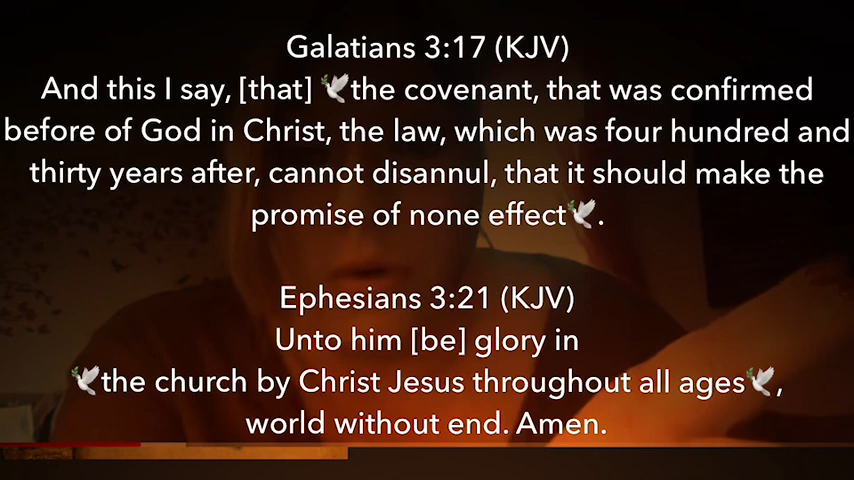 Galatians 3:17 (KJV)
And this I say, [that] 🕊the covenant, that was confirmed
before of God in Christ, the law, which was four hundred and
thirty years after, cannot disannul, that it should make the
promise of none effect🕊.
Ephesians 3:21 (KJV)
Unto him [be] glory in
🕊the church by Christ Jesus throughout all ages🕊,
world without end. Amen.